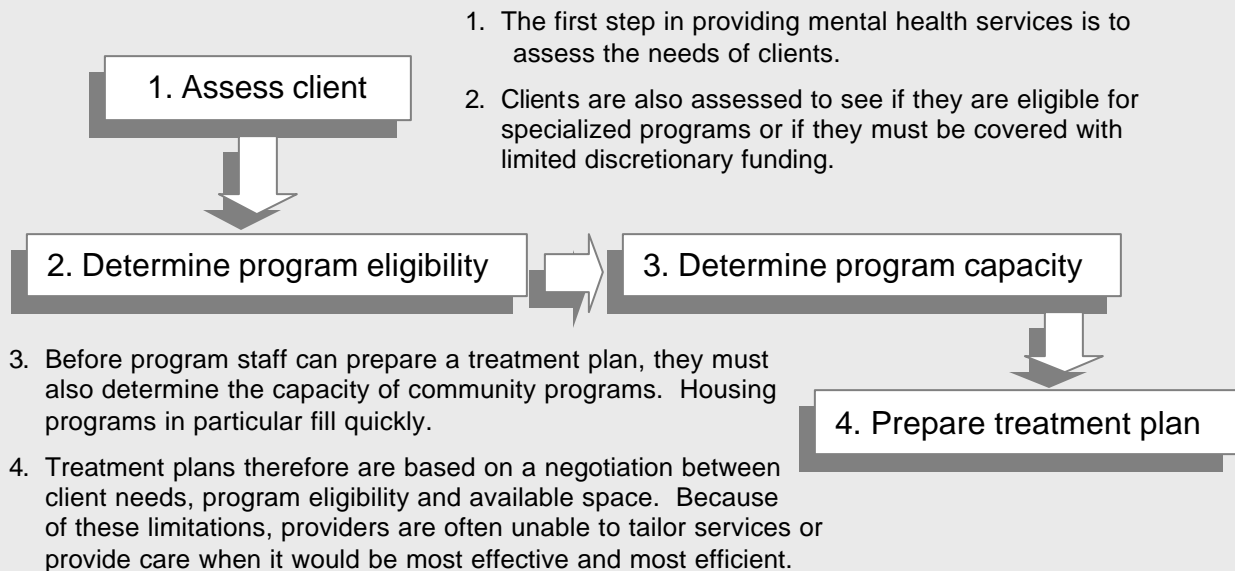 1. The first step in providing mental health services is to
assess the needs of clients.
1. Assess client
2. Clients are also assessed to see if they are eligible for
specialized programs or if they must be covered with
limited discretionary funding.
2. Determine program eligibility
3. Determine program capacity
3. Before program staff can prepare a treatment plan, they must
also determine the capacity of community programs. Housing
programs in particular fill quickly.
4. Prepare treatment plan
4. Treatment plans therefore are based on a negotiation between
client needs, program eligibility and available space. Because
of these limitations, providers are often unable to tailor services or
provide care when it would be most effective and most efficient.